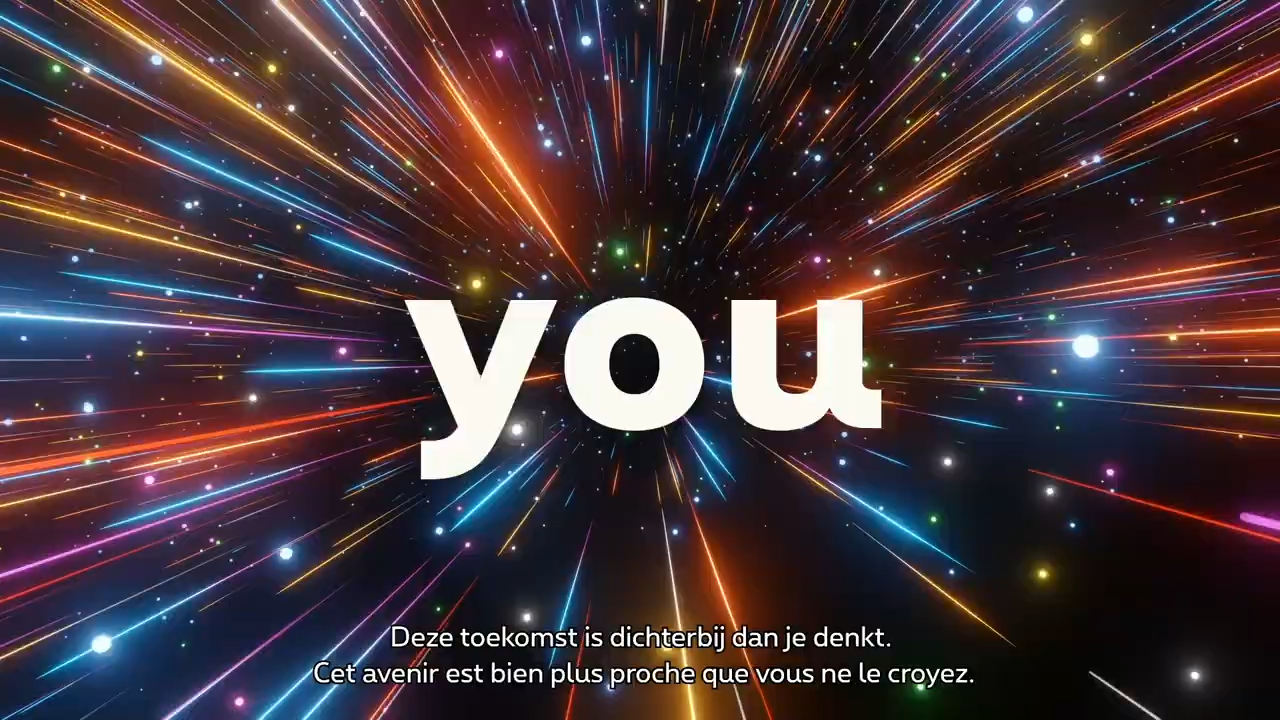 you
Deze toekomst is dichterbij dan je denkt.
Cet avenir est bien plus proche que vous ne le croyez.